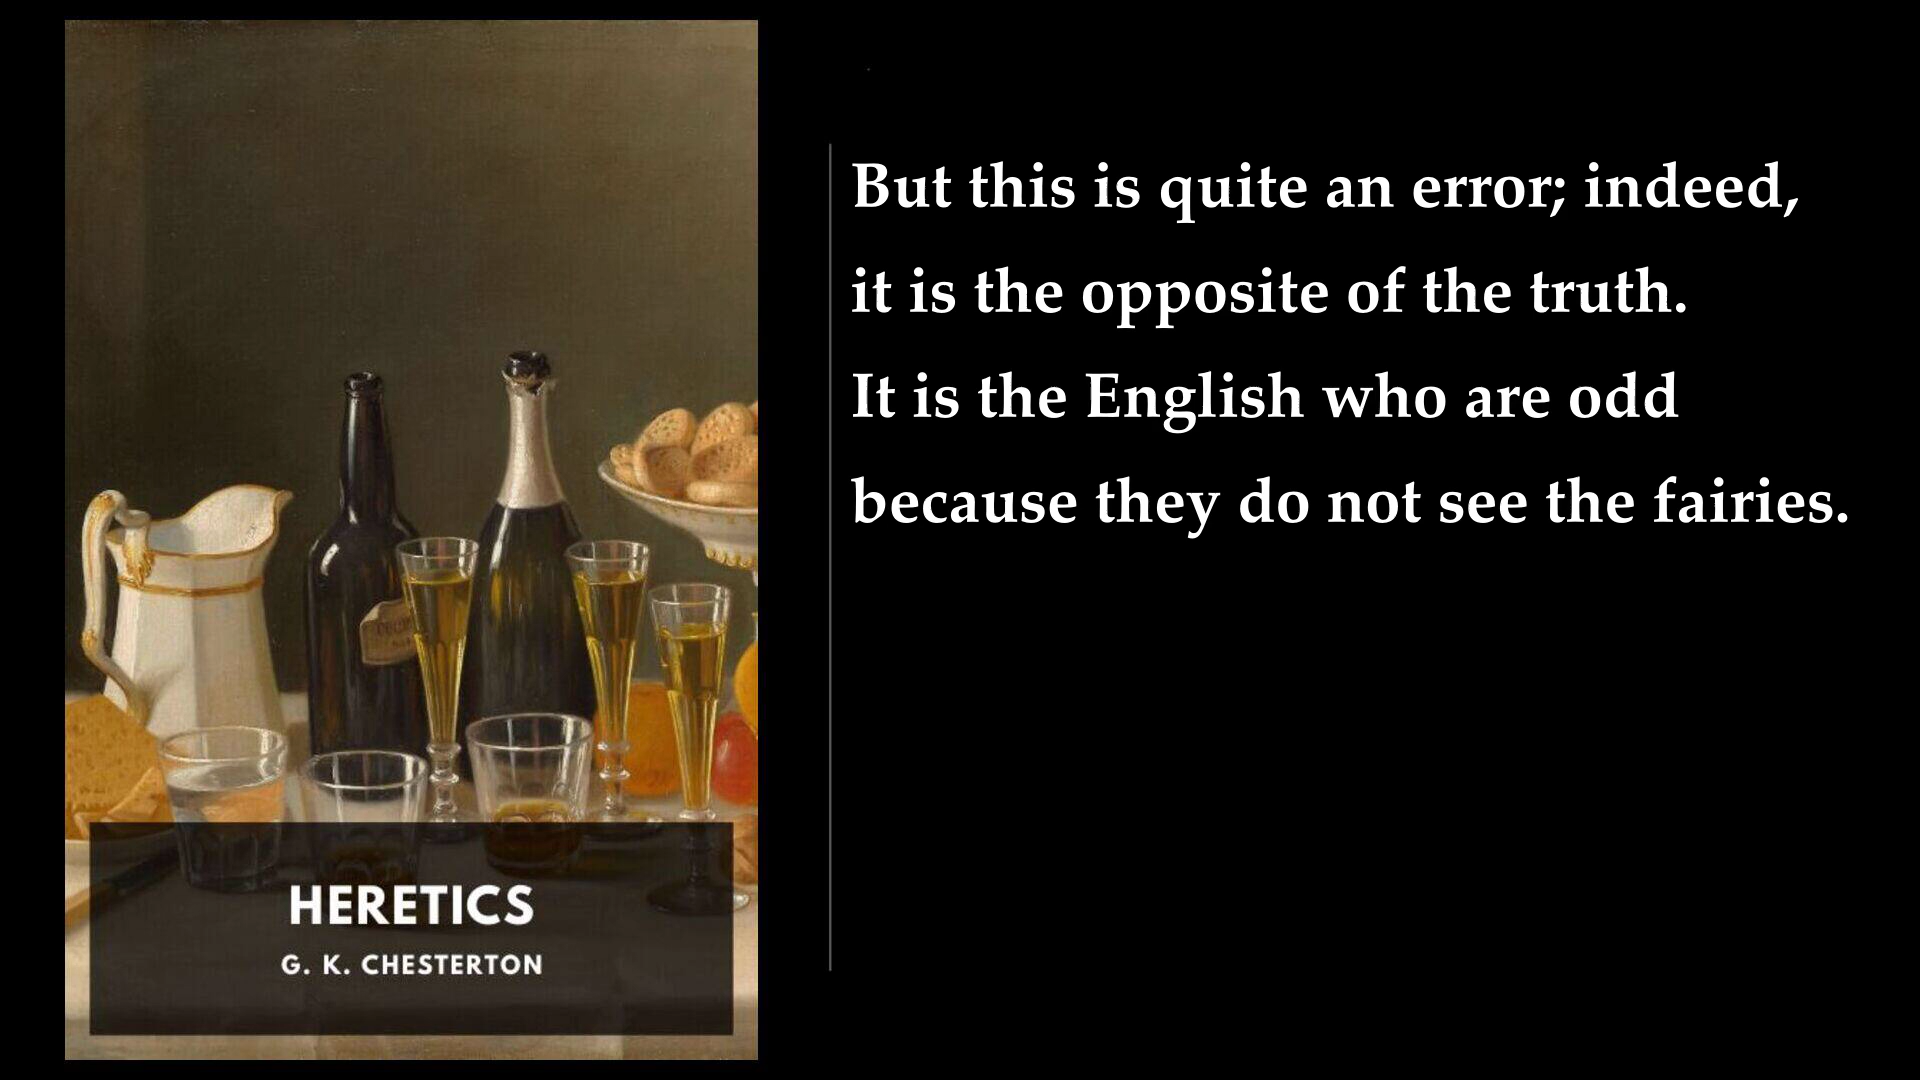 But this is quite an error; indeed,
it is the opposite of the truth.
It is the English who are odd
because they do not see the fairies.
HERETICS
G. K. CHESTERTON